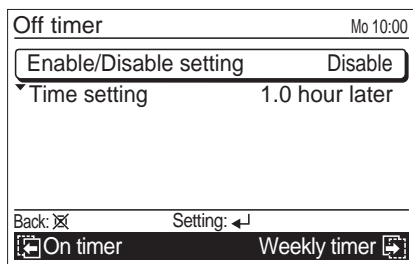 Off timer Mo 10:00
Enable/Disable setting Disable
Time setting 1.0 hour later
Back: Setting:
On timer Weekly timer